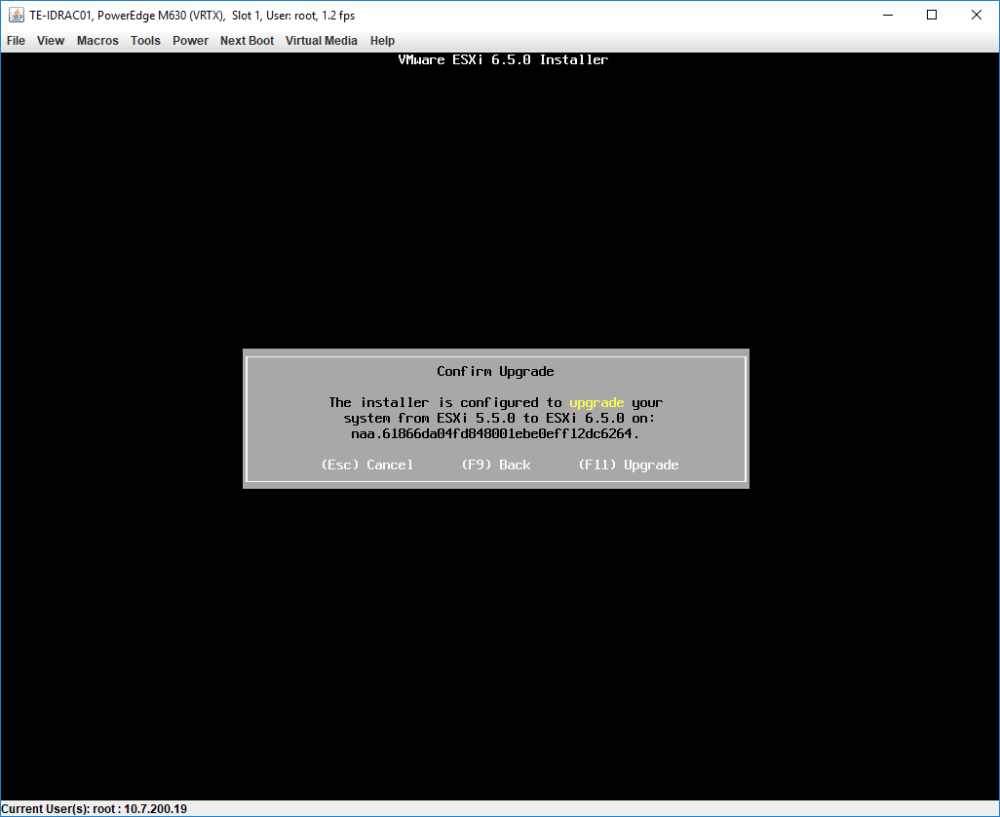 TE-IDRAC01, PowerEdge M630 (VRTX), Slot 1, User: root, 1.2 fps
File View Macros Tools Power Next Boot Virtual Media Help
VMware ESXi 6.5.0 Installer
Confirm Upgrade
The installer is configured to upgrade your
system from ESXi 5.5.0 to ESXi 6.5.0 on:
naa.61866da04fd848001ebe0eff12dc6264.
(Esc) Cancel (F9) Back (F11) Upgrade
Current User(s): root : 10.7.200.19